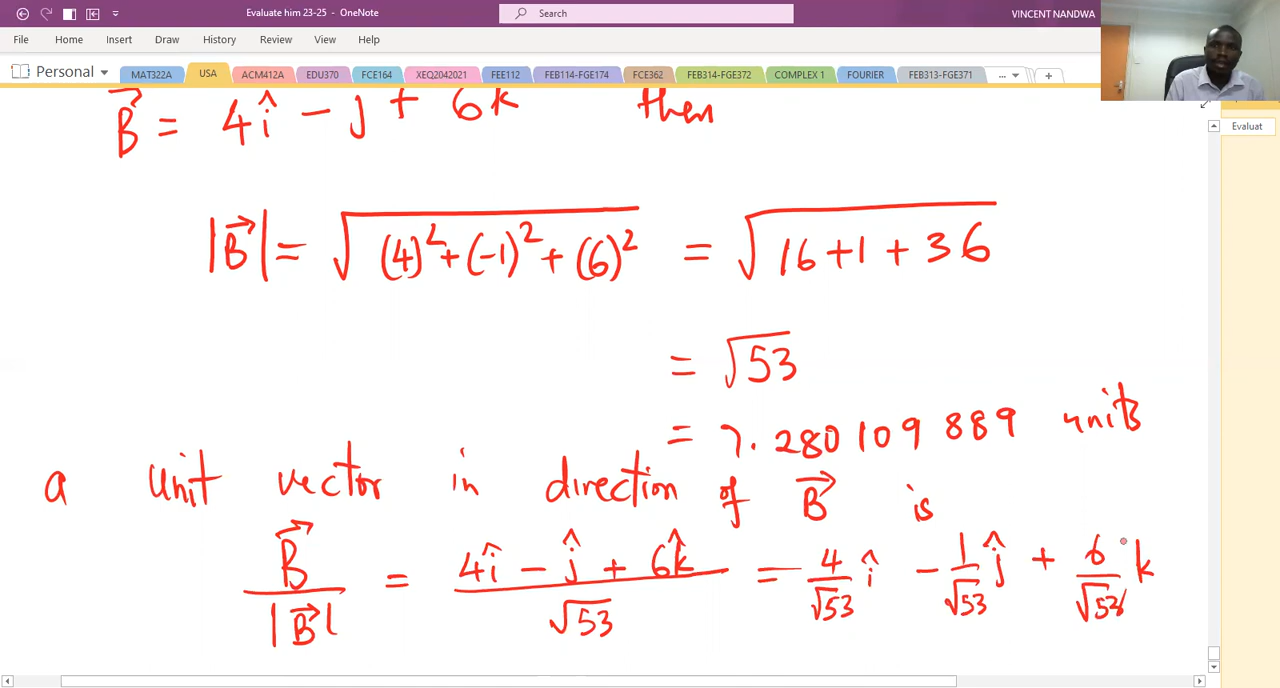 Evaluate him 23-25 - OneNote
Search
VINCENT NANDWA
File Home Insert Draw History Review View Help
Personal MAT322A USA ACM412A EDU370 FCE164 XEQ2042021 FEE112 FEB114-FGE174 FCE362 FEB314-FGE372 COMPLEX 1 FOURIER FEB313-FGE371 ...
Evaluat
B⃗ = 4î - ĵ + 6k then
|B⃗| = √((4)² + (-1)² + (6)²) = √(16 + 1 + 36)
= √53
= 7.280109889 units
a unit vector in direction of B⃗ is
B⃗/|B⃗| = (4î - ĵ + 6k̂)/√53 = 4/√53 î - 1/√53 ĵ + 6/√53 k